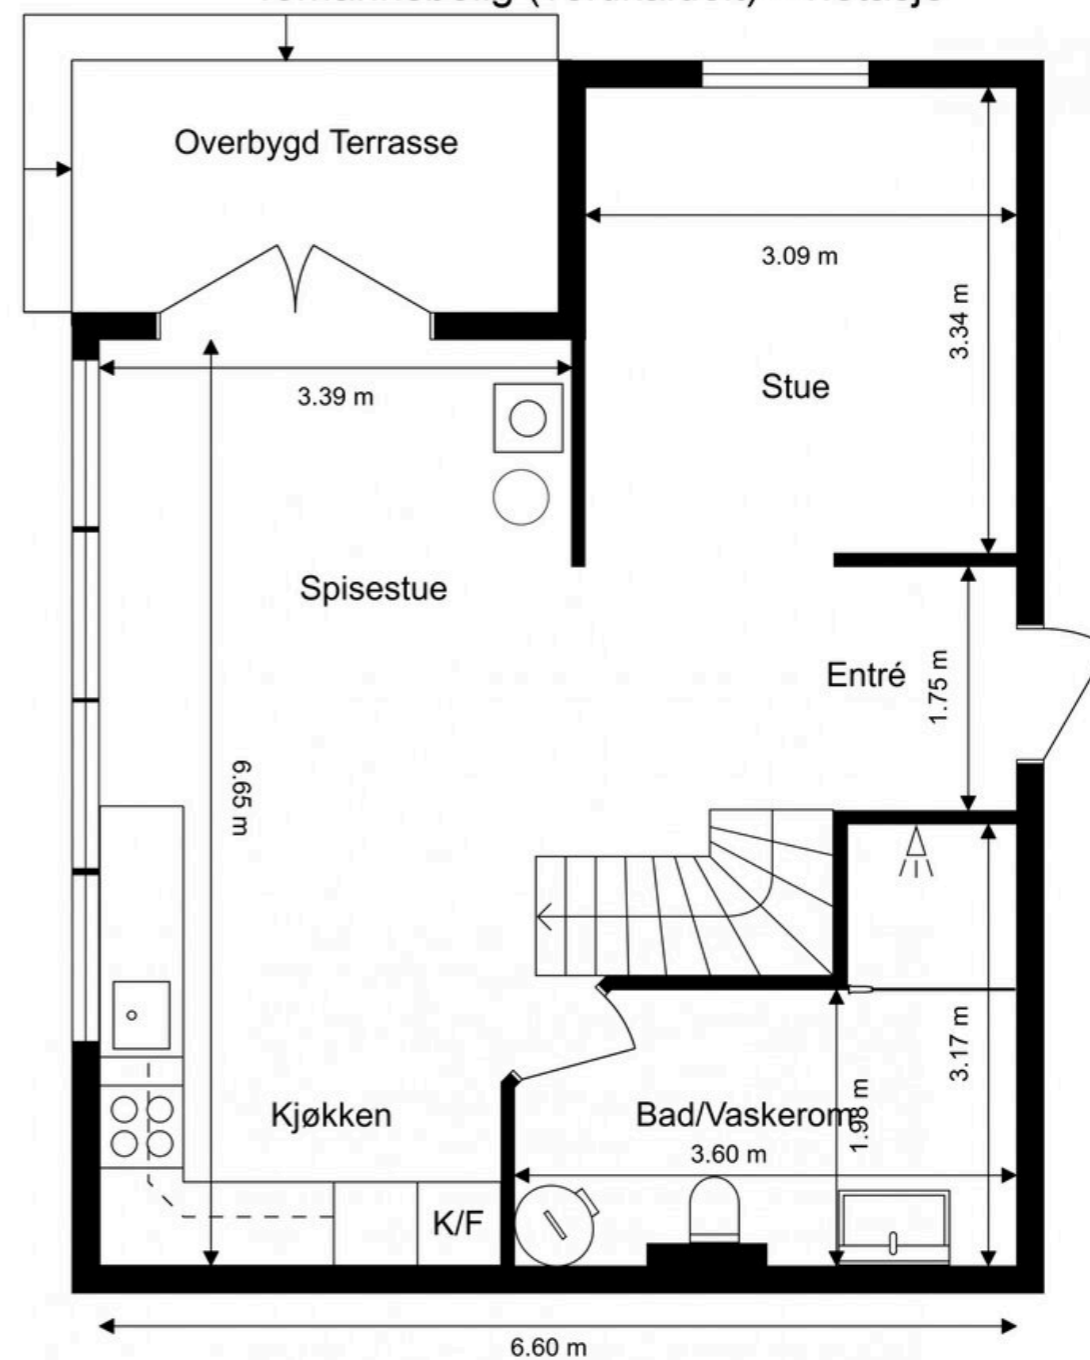 Overbygd Terrasse
3.09 m
3.34 m
3.39 m
Stue
Spisestue
Entré
1.75 m
6.65 m
3.17 m
Kjøkken
Bad/Vaskerom
1.98 m
3.60 m
K/F
6.60 m